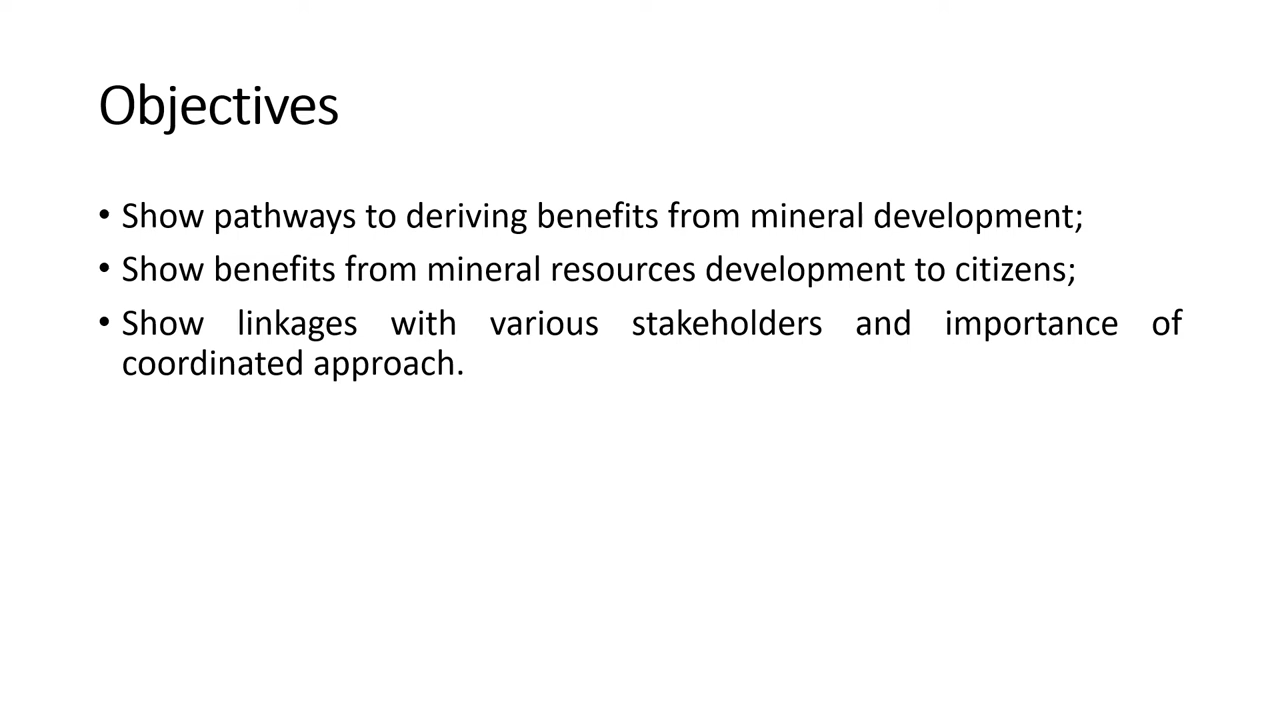 Objectives
• Show pathways to deriving benefits from mineral development;
• Show benefits from mineral resources development to citizens;
• Show linkages with various stakeholders and importance of
coordinated approach.